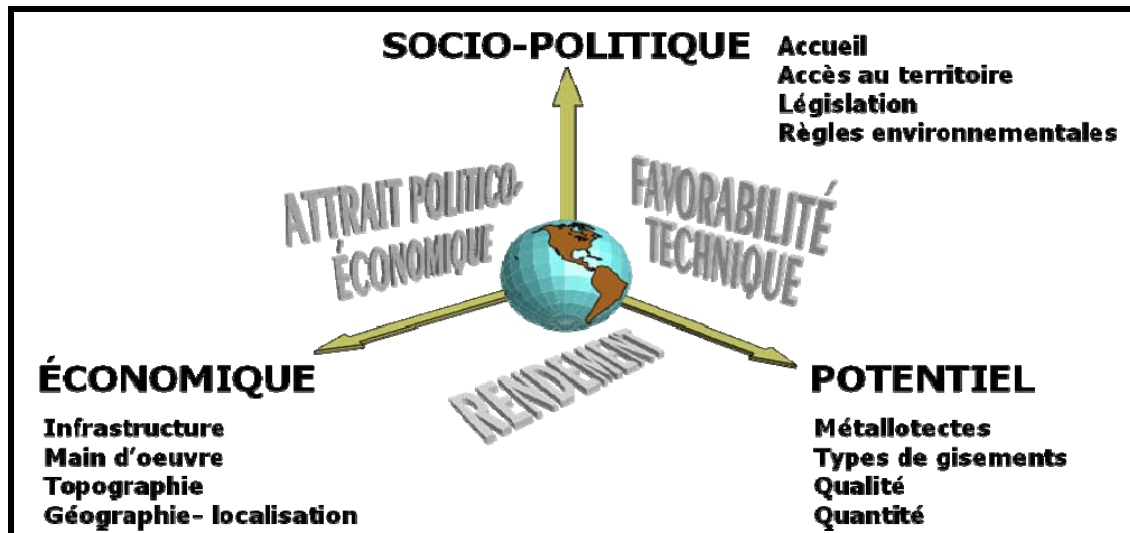 SOCIO-POLITIQUE
Accueil
Accès au territoire
Législation
Règles environnementales
ATTRAIT POLITICO-
ÉCONOMIQUE
FAVORABILITÉ
TECHNIQUE
RENDEMENT
ÉCONOMIQUE
Infrastructure
Main d'oeuvre
Topographie
Géographie- localisation
POTENTIEL
Métallotectes
Types de gisements
Qualité
Quantité